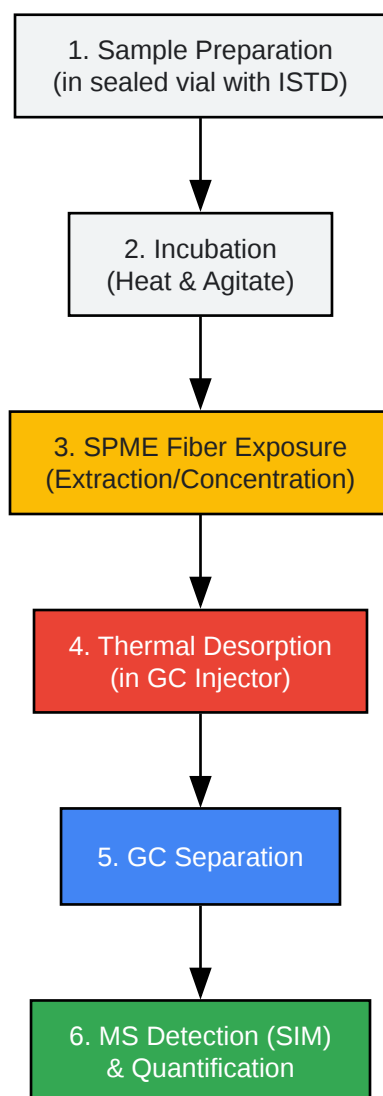 1. Sample Preparation
(in sealed vial with ISTD)
2. Incubation
(Heat & Agitate)
3. SPME Fiber Exposure
(Extraction/Concentration)
4. Thermal Desorption
(in GC Injector)
5. GC Separation
6. MS Detection (SIM)
& Quantification